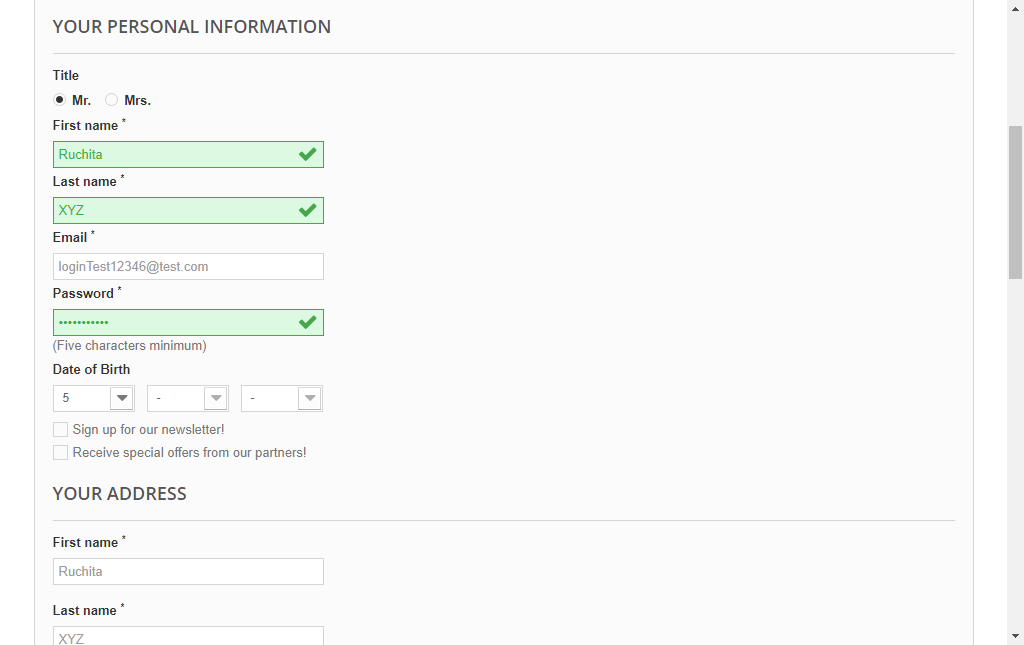 YOUR PERSONAL INFORMATION
Title
Mr. Mrs.
First name *
Ruchita
Last name *
XYZ
Email *
loginTest12346@test.com
Password *
•••••••••••
(Five characters minimum)
Date of Birth
5 - -
Sign up for our newsletter!
Receive special offers from our partners!
YOUR ADDRESS
First name *
Ruchita
Last name *
XYZ